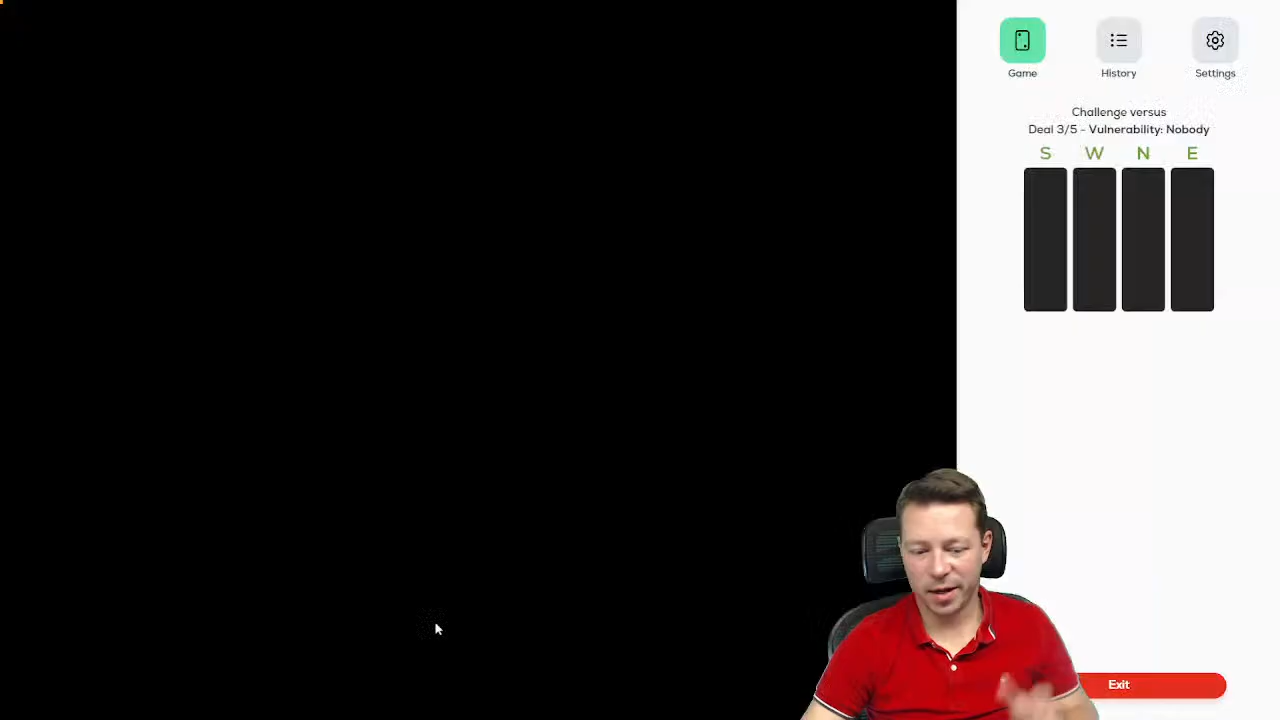 Game
History
Settings
Challenge versus
Deal 3/5 - Vulnerability: Nobody
S W N E
Exit